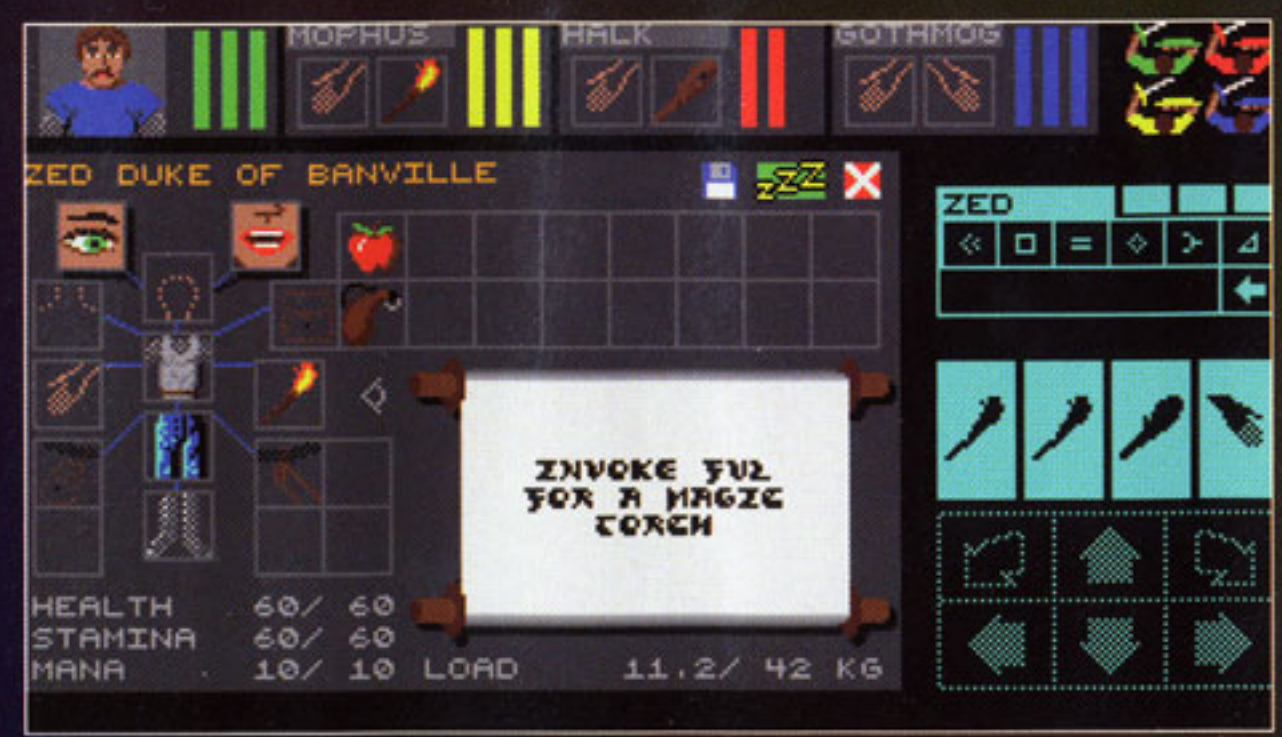 MOPHUS HALK GOTHMOG
ZED DUKE OF BANVILLE
zZZ
ZED
INVOKE FUL
FOR A MAGIC
TORCH
HEALTH 60/ 60
STAMINA 60/ 60
MANA 10/ 10 LOAD 11.2/ 42 KG